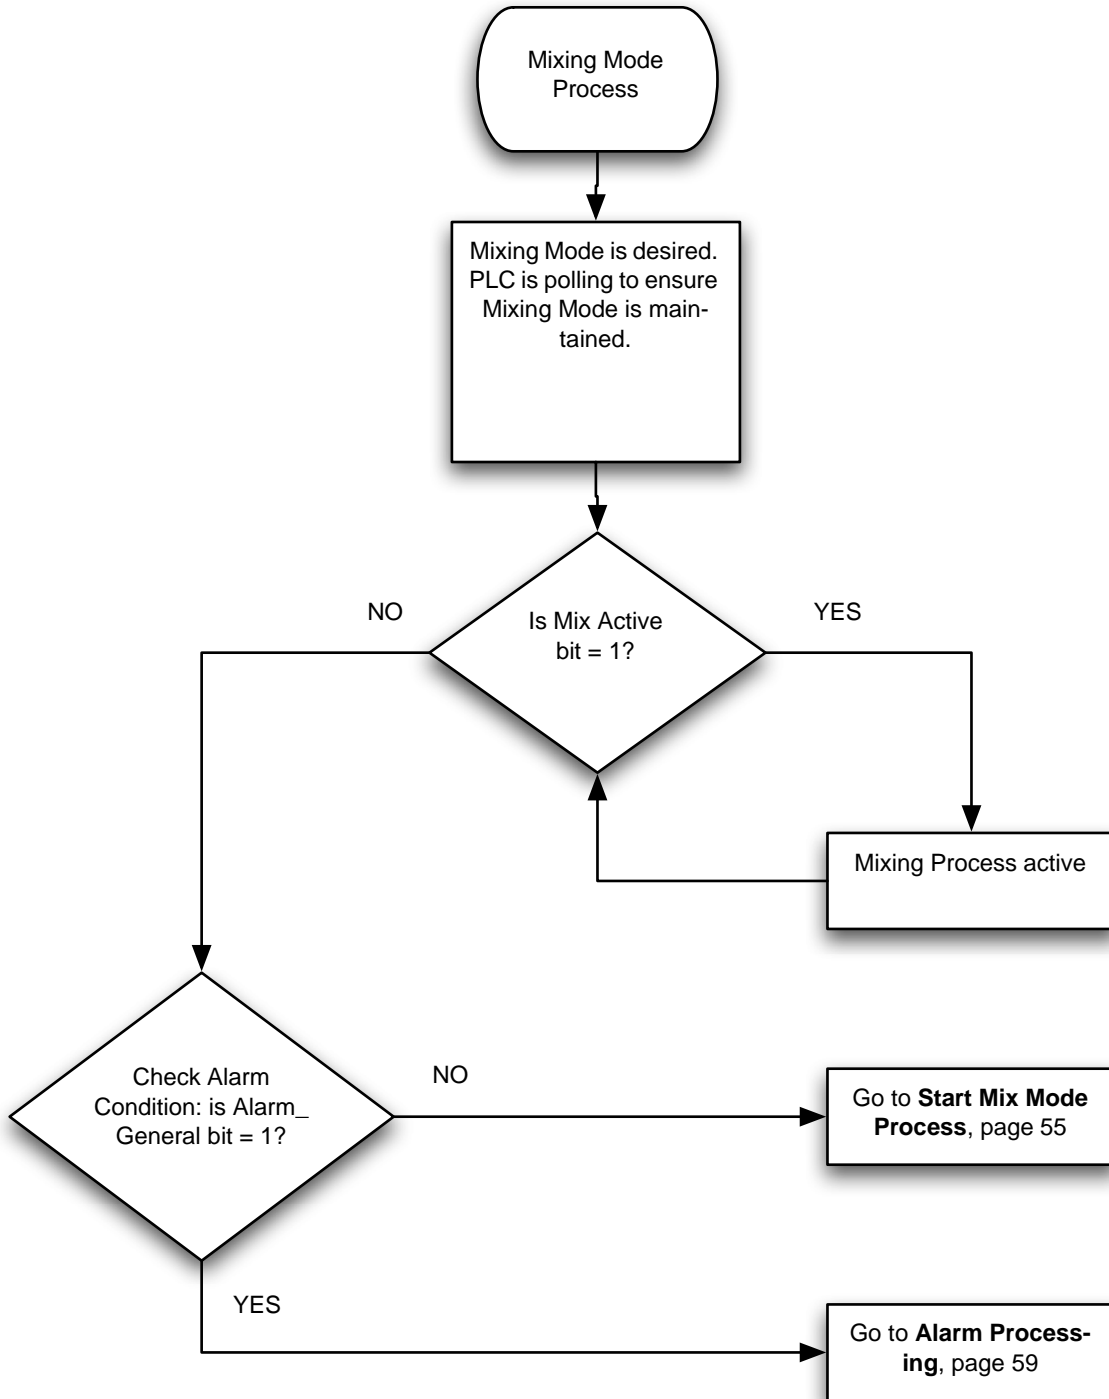 Mixing Mode
Process
Mixing Mode is desired.
PLC is polling to ensure
Mixing Mode is main-
tained.
NO
Is Mix Active
bit = 1?
YES
Mixing Process active
Check Alarm
Condition: is Alarm_
General bit = 1?
NO
Go to Start Mix Mode
Process, page 55
YES
Go to Alarm Process-
ing, page 59